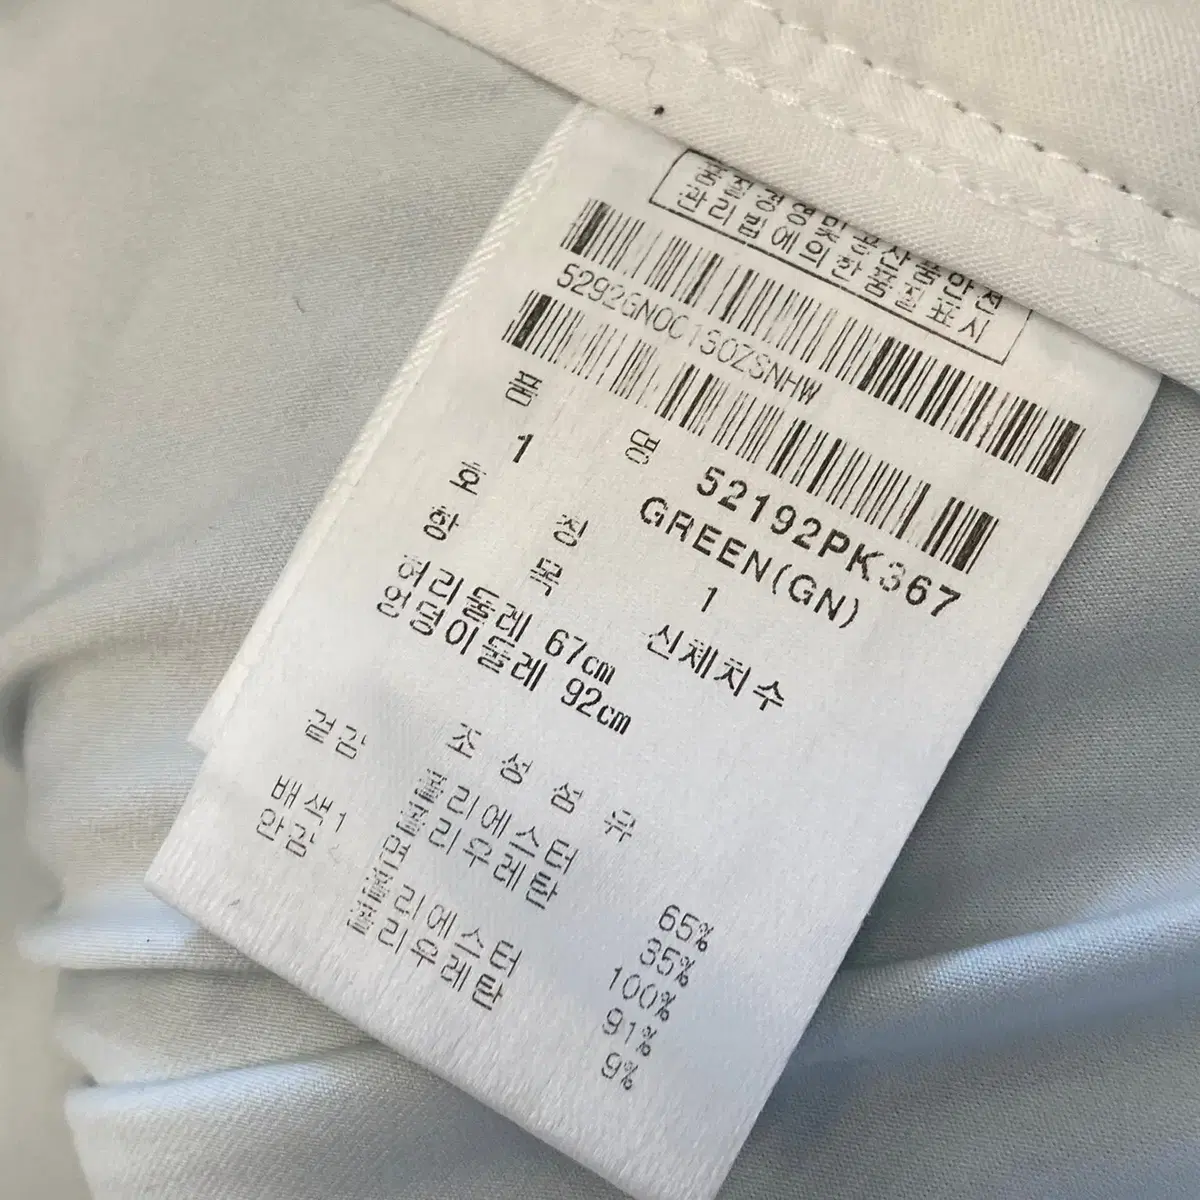 품질경영 및 공산품안전
관리법에 의한 품질표시
5292GN0C150ZSNHW
품 명 52192PK367
1 GREEN(GN)
호 칭 1
항 목 신체치수
허리둘레 67cm
엉덩이둘레 92cm
조 성 섬 유
겉감 폴리에스터 65%
폴리우레탄 35%
배색1 면 100%
안감 폴리에스터 91%
폴리우레탄 9%